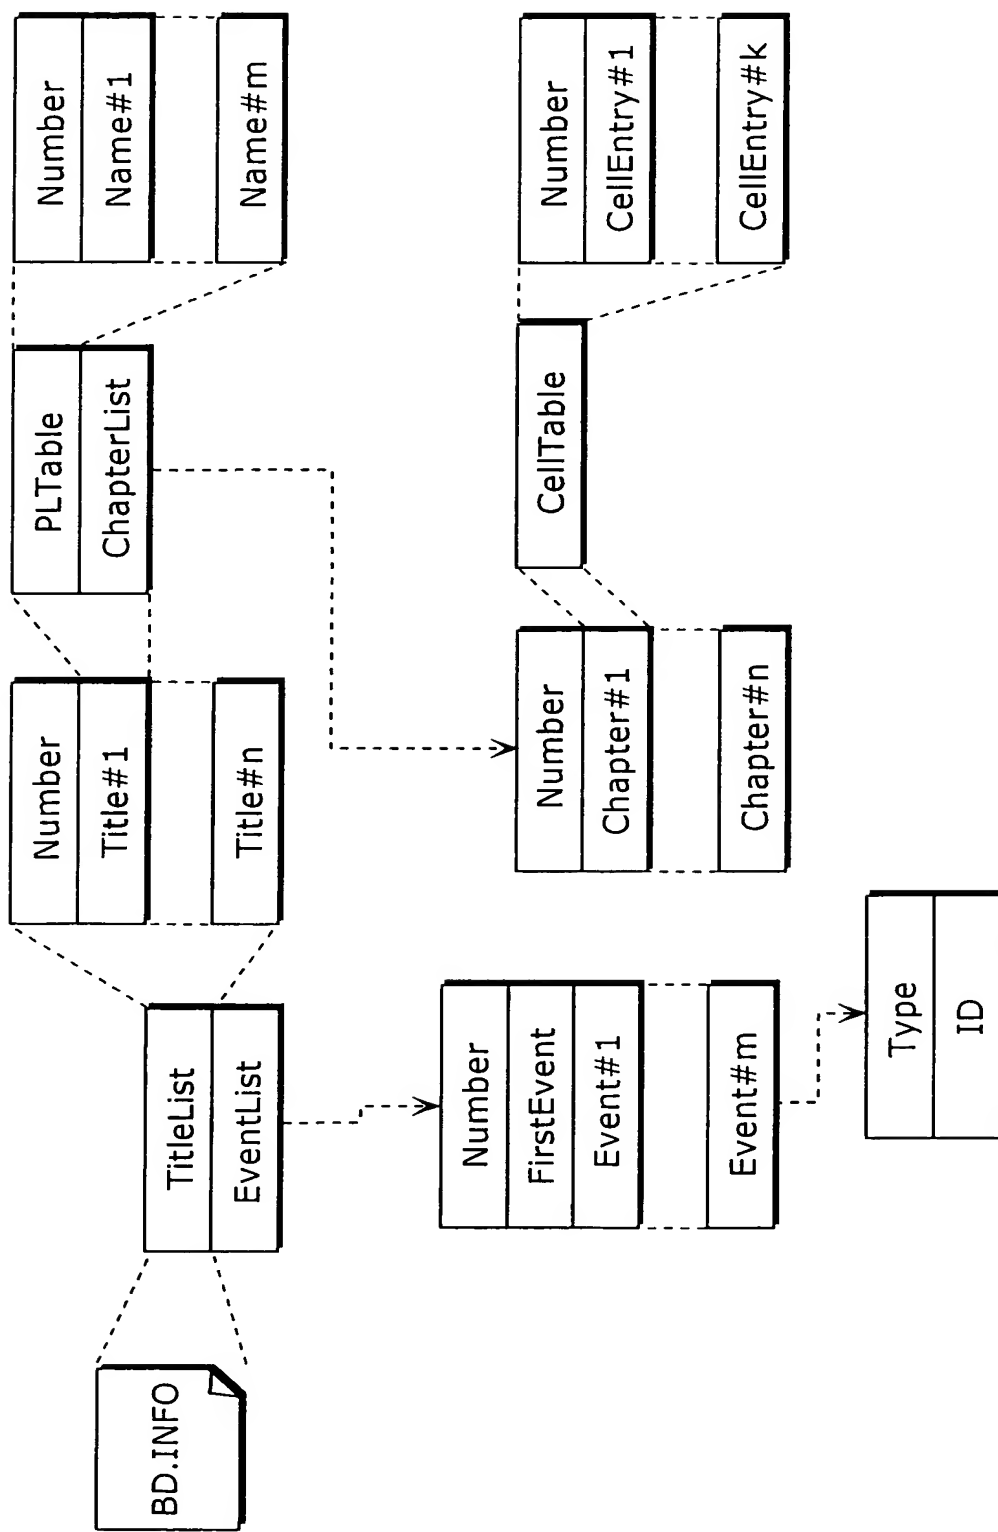 BD.INFO
TitleList
EventList
Number
Title#1
Title#n
PLTable
ChapterList
Number
Name#1
Name#m
Number
FirstEvent
Event#1
Event#m
Type
ID
Number
Chapter#1
Chapter#n
CellTable
Number
CellEntry#1
CellEntry#k